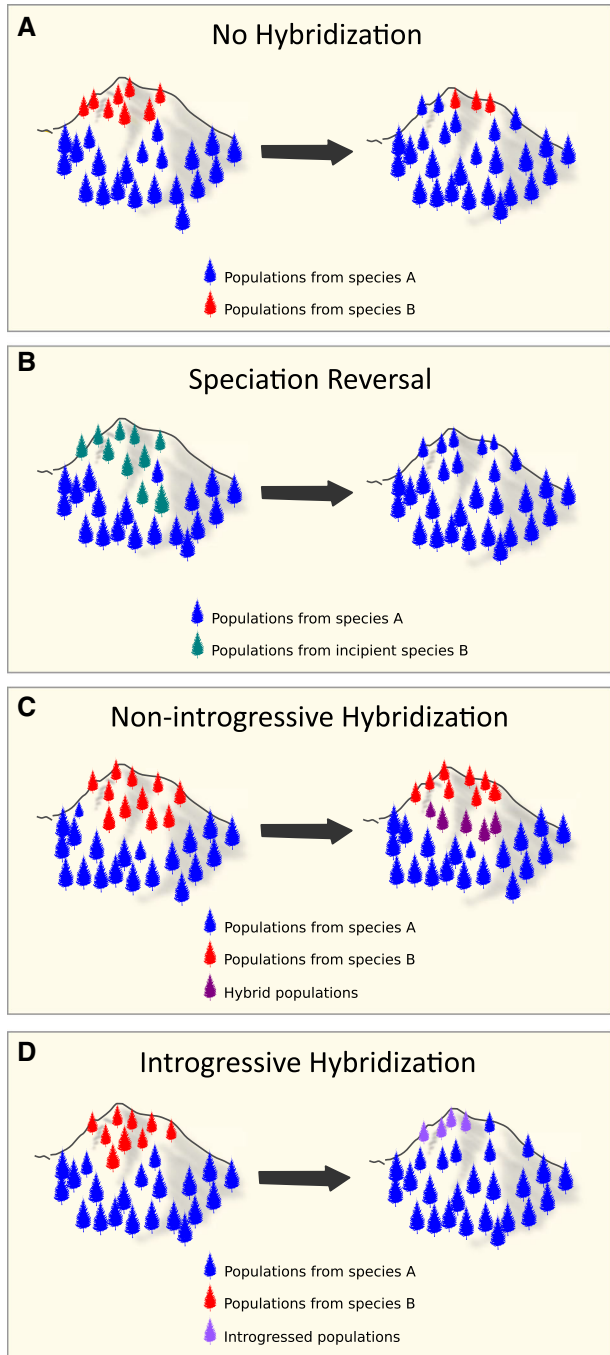 A
No Hybridization
Populations from species A
Populations from species B
B
Speciation Reversal
Populations from species A
Populations from incipient species B
C
Non-introgressive Hybridization
Populations from species A
Populations from species B
Hybrid populations
D
Introgressive Hybridization
Populations from species A
Populations from species B
Introgressed populations